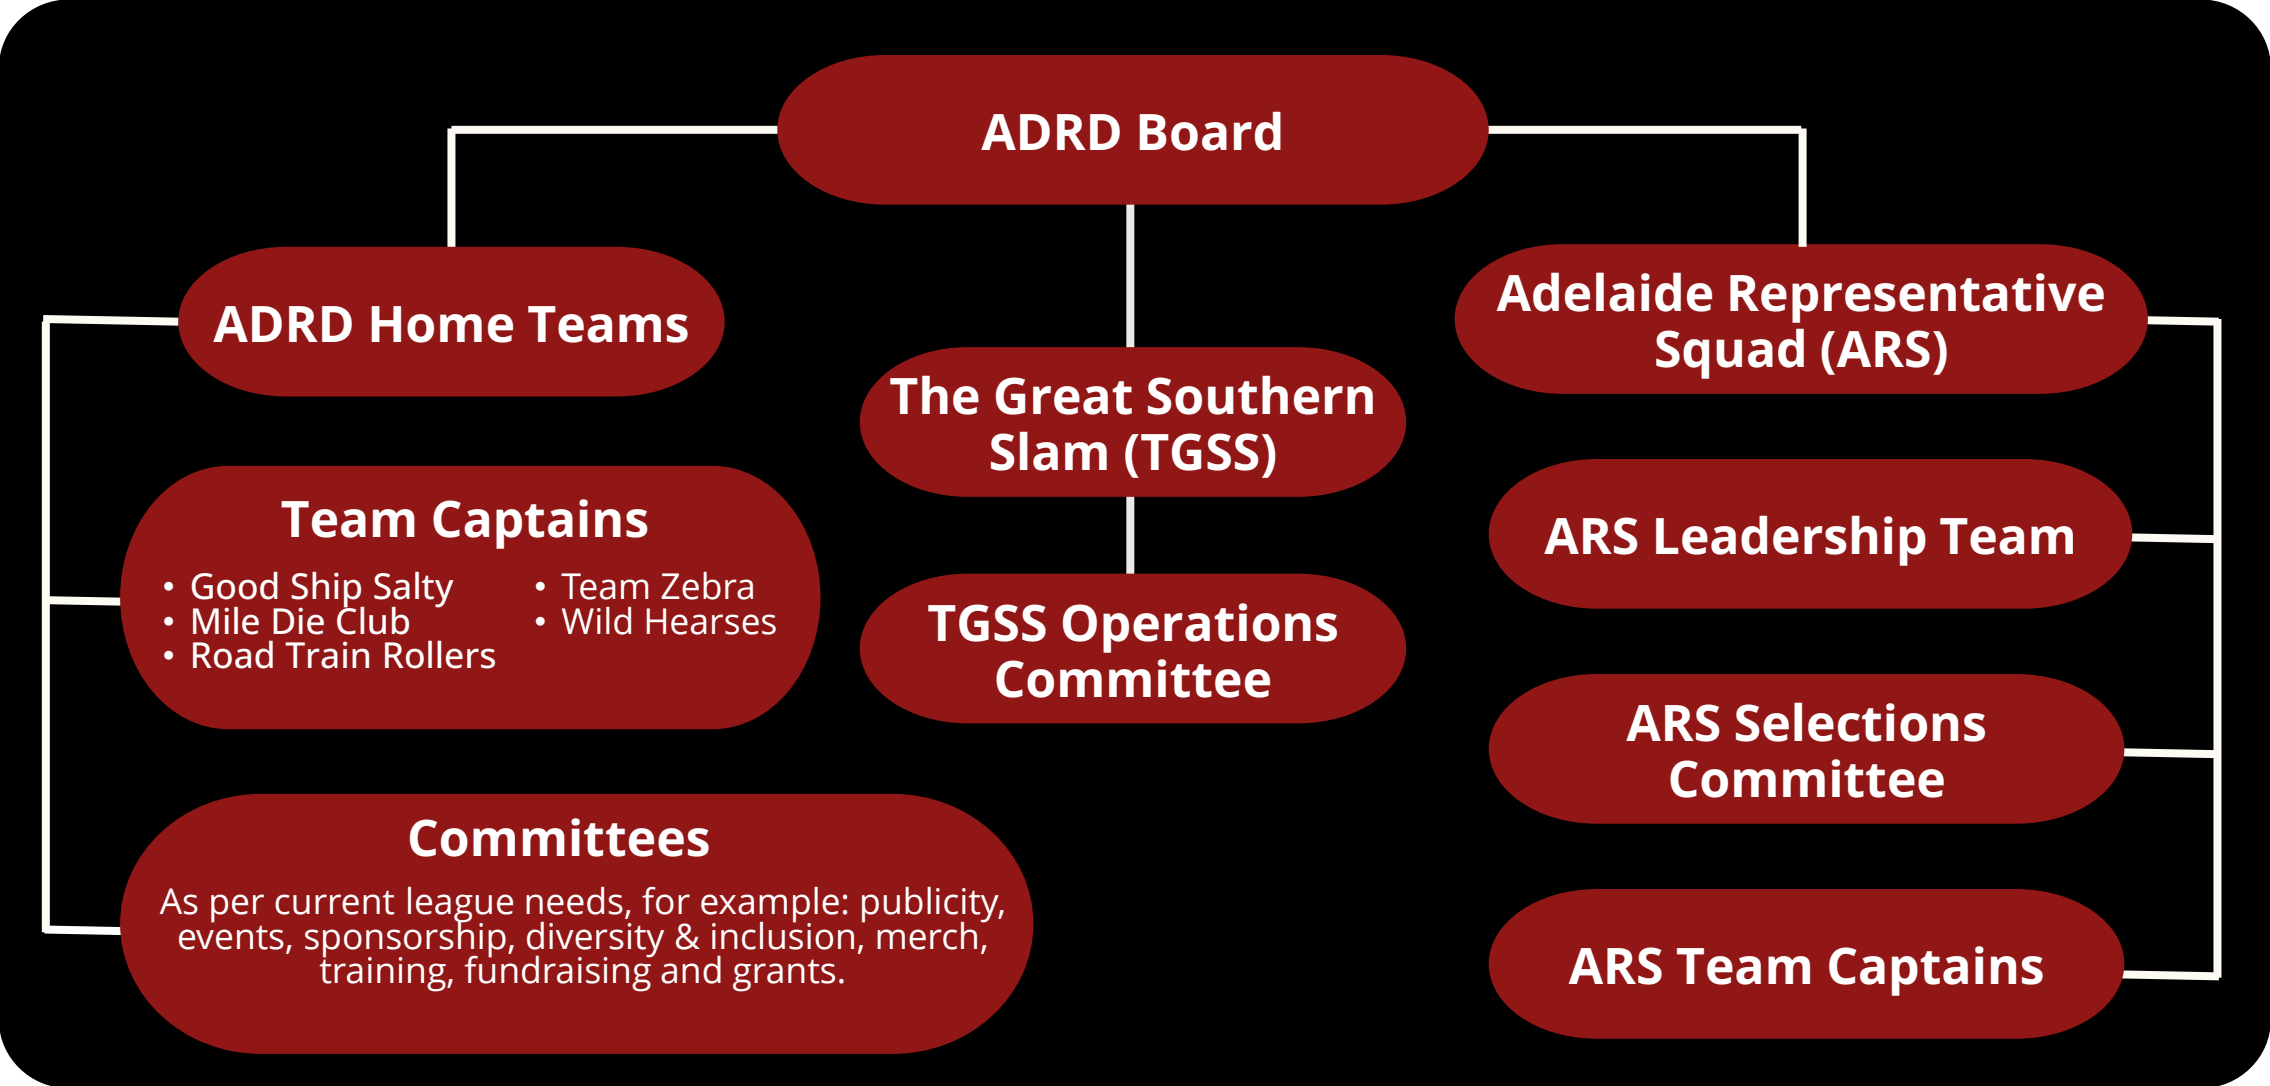 ADRD Board
ADRD Home Teams
Team Captains
• Good Ship Salty
• Mile Die Club
• Road Train Rollers
• Team Zebra
• Wild Hearses
Committees
As per current league needs, for example: publicity,
events, sponsorship, diversity & inclusion, merch,
training, fundraising and grants.
The Great Southern
Slam (TGSS)
TGSS Operations
Committee
Adelaide Representative
Squad (ARS)
ARS Leadership Team
ARS Selections
Committee
ARS Team Captains